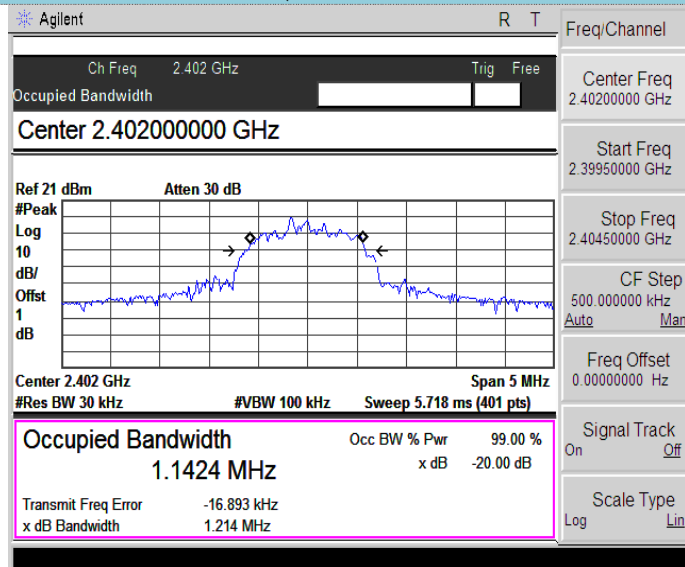 Agilent R T
Ch Freq 2.402 GHz Trig Free
Occupied Bandwidth
Center 2.402000000 GHz
Ref 21 dBm Atten 30 dB
#Peak
Log
10
dB/
Offst
1
dB
Center 2.402 GHz Span 5 MHz
#Res BW 30 kHz #VBW 100 kHz Sweep 5.718 ms (401 pts)
Occupied Bandwidth Occ BW % Pwr 99.00 %
1.1424 MHz x dB -20.00 dB
Transmit Freq Error -16.893 kHz
x dB Bandwidth 1.214 MHz
Freq/Channel
Center Freq
2.40200000 GHz
Start Freq
2.39950000 GHz
Stop Freq
2.40450000 GHz
CF Step
500.000000 kHz
Auto Man
Freq Offset
0.00000000 Hz
Signal Track
On Off
Scale Type
Log Lin